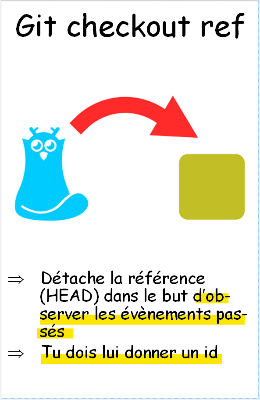 Git checkout ref
⇒ Détache la référence
(HEAD) dans le but d'ob-
server les évènements pas-
sés
⇒ Tu dois lui donner un id